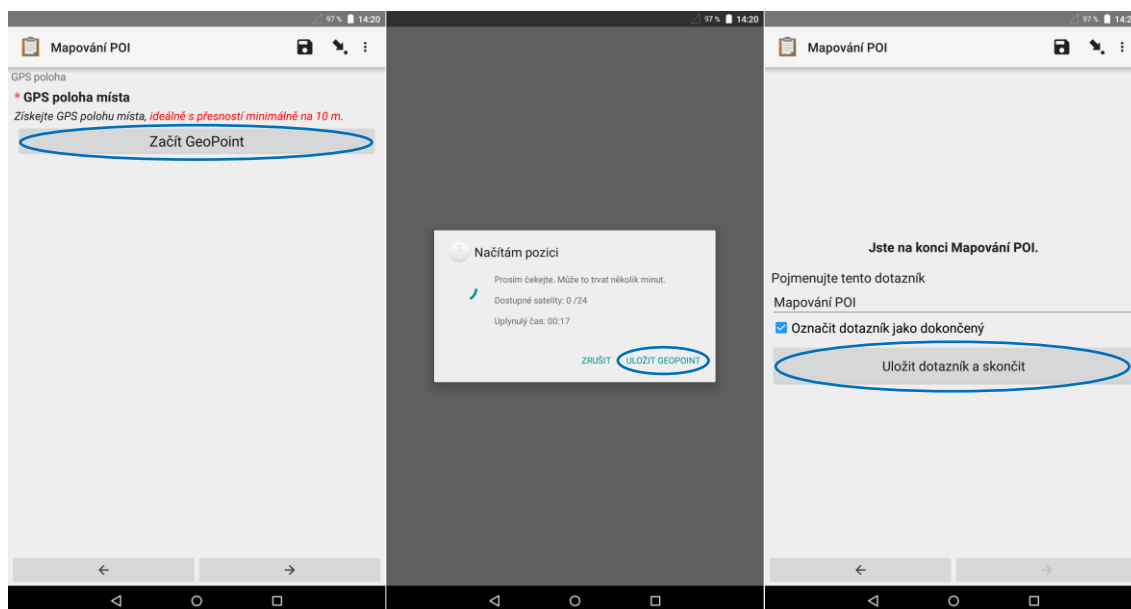 97 % 14:20
Mapování POI
GPS poloha
* GPS poloha místa
Získejte GPS polohu místa, ideálně s přesností minimálně na 10 m.
Začít GeoPoint
97 % 14:20
Načítám pozici
Prosím čekejte. Může to trvat několik minut.
Dostupné satelity: 0 /24
Uplynulý čas: 00:17
ZRUŠIT ULOŽIT GEOPOINT
97 % 14:2
Mapování POI
Jste na konci Mapování POI.
Pojmenujte tento dotazník
Mapování POI
Označit dotazník jako dokončený
Uložit dotazník a skončit